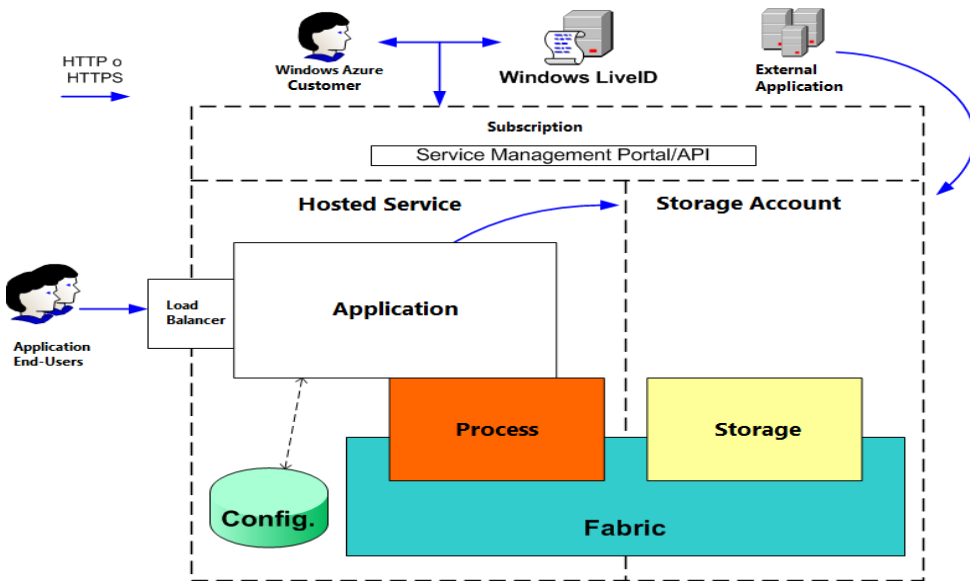 HTTP o
HTTPS
Windows Azure
Customer
Windows LiveID
External
Application
Subscription
Service Management Portal/API
Hosted Service
Storage Account
Load
Balancer
Application
Application
End-Users
Process
Storage
Config.
Fabric